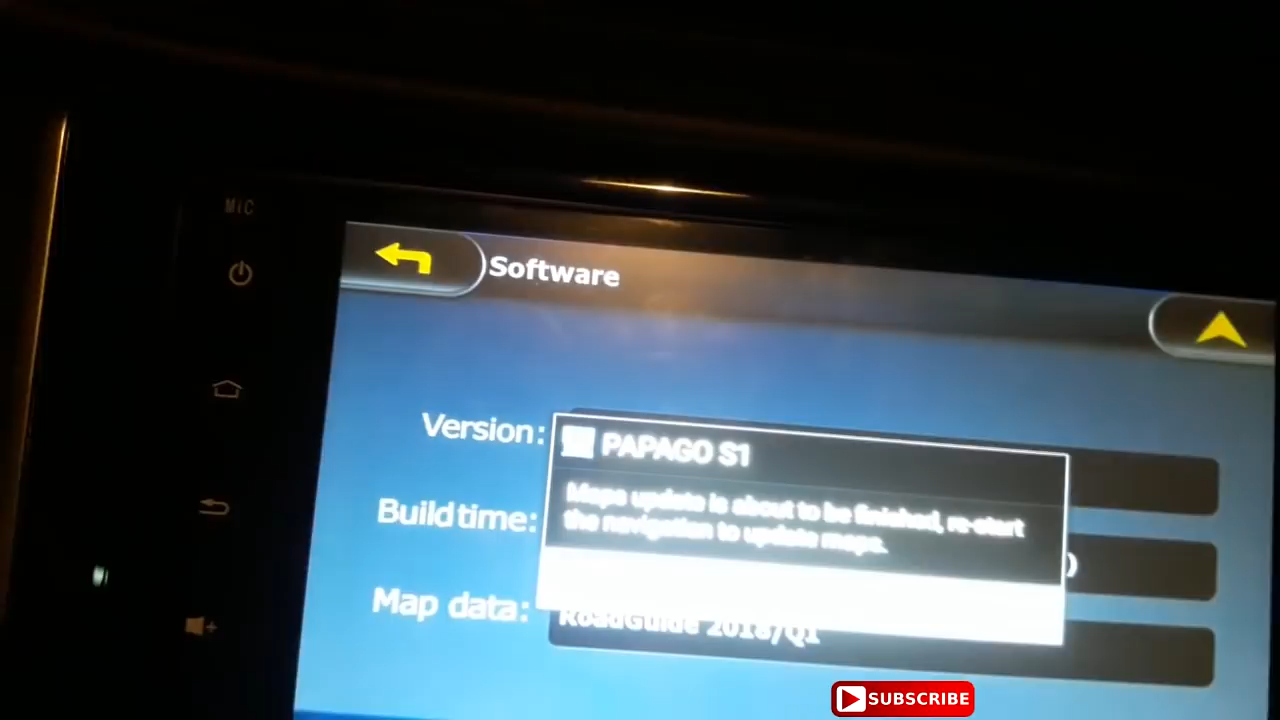 MIC
Software
Version:
PAPAGO S1
Maps update is about to be finished, re-start
the navigation to update maps.
Build time:
Map data:
RoadGuide 2018/Q1
SUBSCRIBE